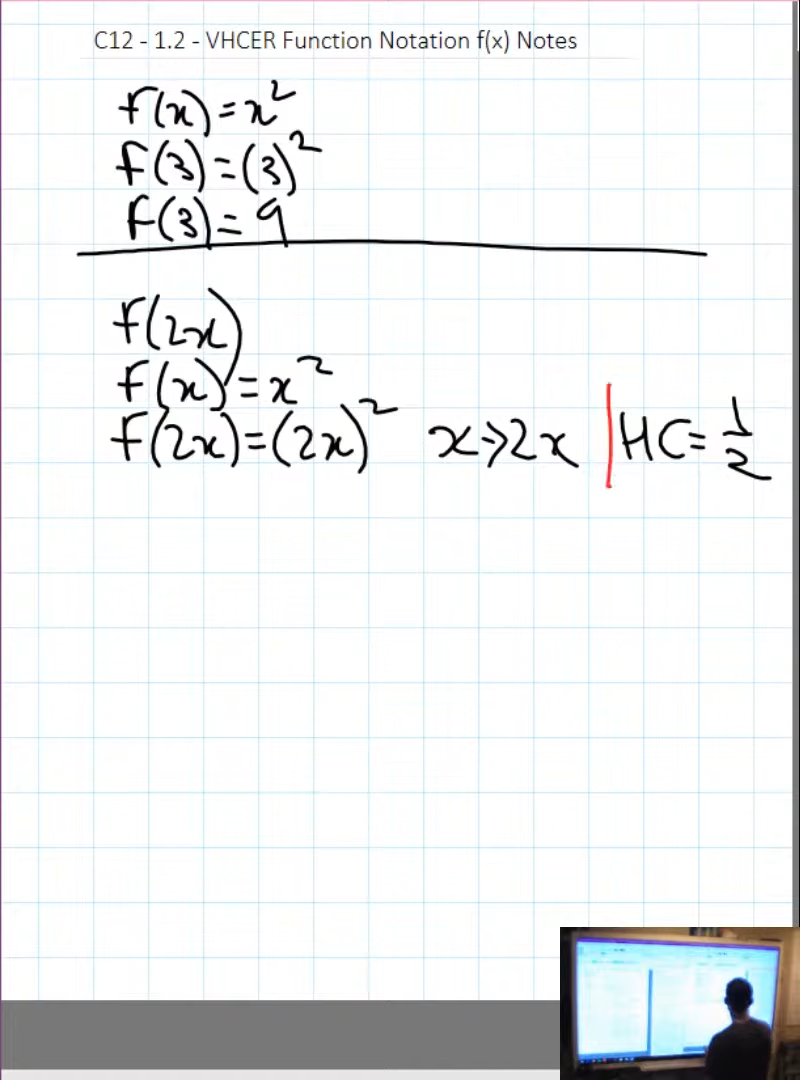 C12 - 1.2 - VHCER Function Notation f(x) Notes
f(x) = x²
f(3) = (3)²
f(3) = 9
f(2x)
f(x) = x²
f(2x) = (2x)² x → 2x | HC = 1/2